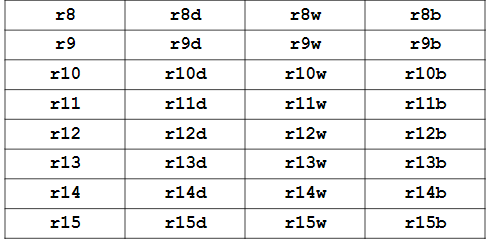 r8 r8d r8w r8b
r9 r9d r9w r9b
r10 r10d r10w r10b
r11 r11d r11w r11b
r12 r12d r12w r12b
r13 r13d r13w r13b
r14 r14d r14w r14b
r15 r15d r15w r15b